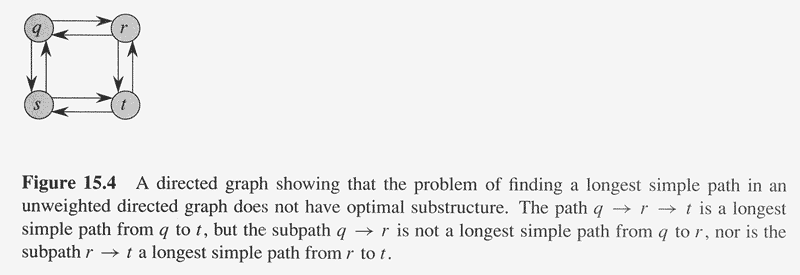 q r
s t
Figure 15.4 A directed graph showing that the problem of finding a longest simple path in an
unweighted directed graph does not have optimal substructure. The path q → r → t is a longest
simple path from q to t, but the subpath q → r is not a longest simple path from q to r, nor is the
subpath r → t a longest simple path from r to t.